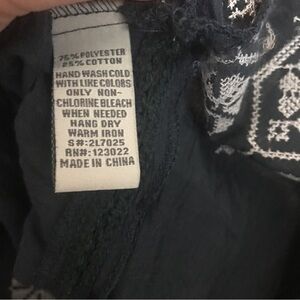 75% POLYESTER
25% COTTON
HAND WASH COLD
WITH LIKE COLORS
ONLY NON-
CHLORINE BLEACH
WHEN NEEDED
HANG DRY
WARM IRON
S#:2L7025
RN#:123022
MADE IN CHINA